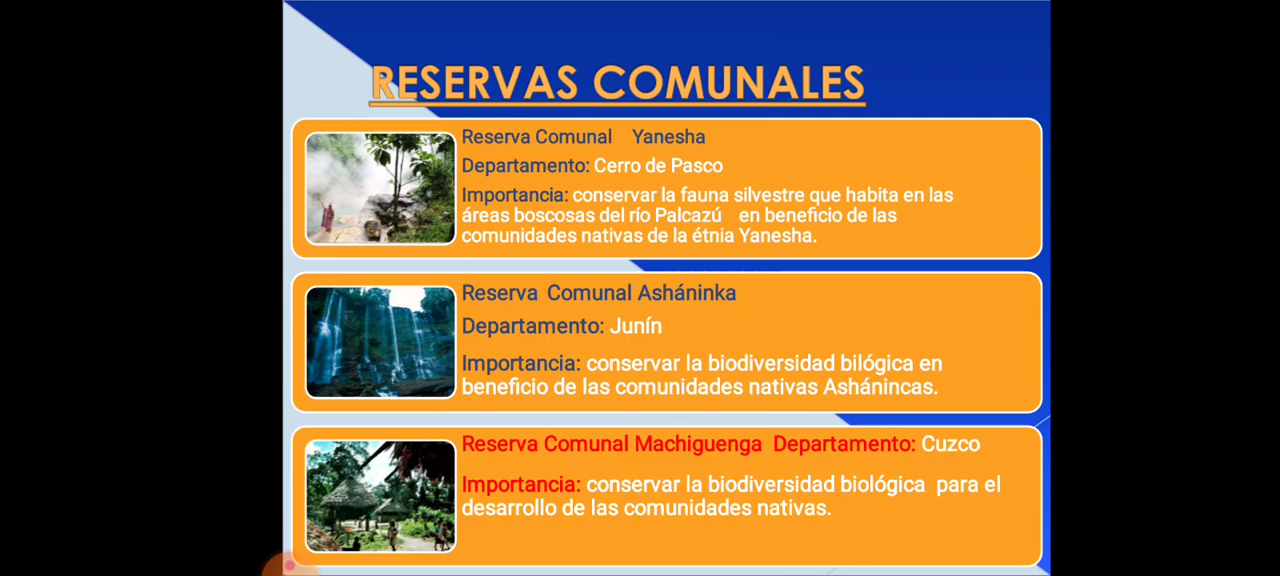 RESERVAS COMUNALES
Reserva Comunal Yanesha
Departamento: Cerro de Pasco
Importancia: conservar la fauna silvestre que habita en las
áreas boscosas del río Palcazú en beneficio de las
comunidades nativas de la étnia Yanesha.
Reserva Comunal Asháninka
Departamento: Junín
Importancia: conservar la biodiversidad bilógica en
beneficio de las comunidades nativas Ashánincas.
Reserva Comunal Machiguenga Departamento: Cuzco
Importancia: conservar la biodiversidad biológica para el
desarrollo de las comunidades nativas.